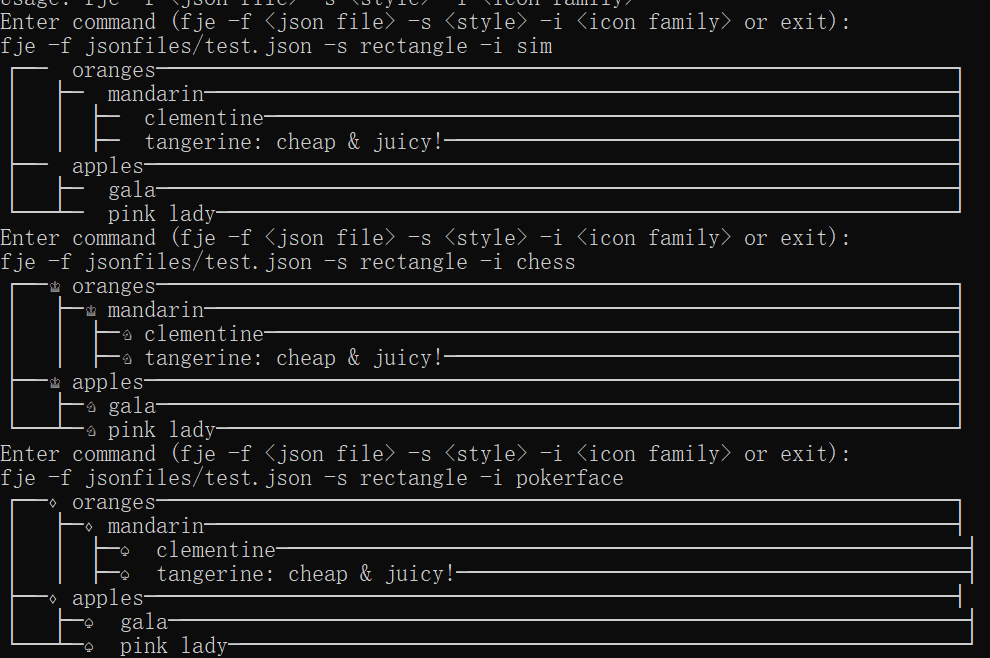 Usage: fje -f <json file> -s <style> -i <icon family>
Enter command (fje -f <json file> -s <style> -i <icon family> or exit):
fje -f jsonfiles/test.json -s rectangle -i sim
oranges
mandarin
clementine
tangerine: cheap & juicy!
apples
gala
pink lady
Enter command (fje -f <json file> -s <style> -i <icon family> or exit):
fje -f jsonfiles/test.json -s rectangle -i chess
♔ oranges
♔ mandarin
♘ clementine
♘ tangerine: cheap & juicy!
♔ apples
♘ gala
♘ pink lady
Enter command (fje -f <json file> -s <style> -i <icon family> or exit):
fje -f jsonfiles/test.json -s rectangle -i pokerface
♢ oranges
♢ mandarin
♤ clementine
♤ tangerine: cheap & juicy!
♢ apples
♤ gala
♤ pink lady